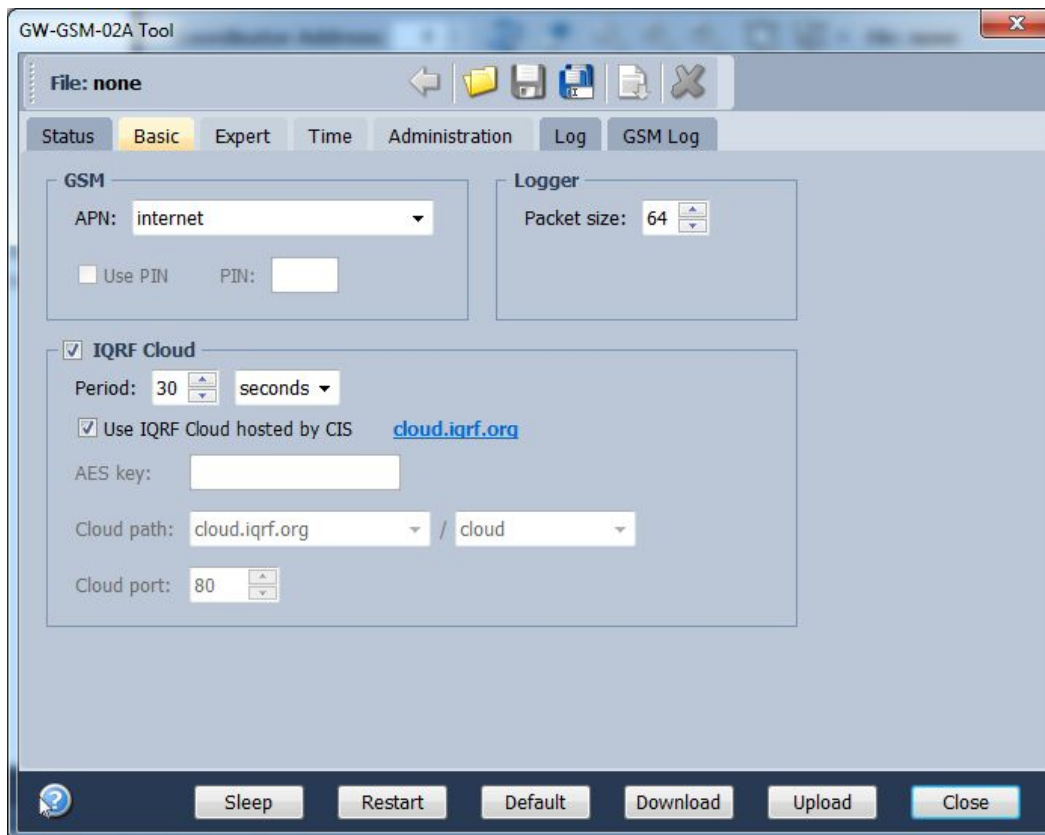 GW-GSM-02A Tool
File: none
Status Basic Expert Time Administration Log GSM Log
GSM
APN: internet
Use PIN PIN:
Logger
Packet size: 64
IQRF Cloud
Period: 30 seconds
Use IQRF Cloud hosted by CIS cloud.iqrf.org
AES key:
Cloud path: cloud.iqrf.org / cloud
Cloud port: 80
Sleep Restart Default Download Upload Close